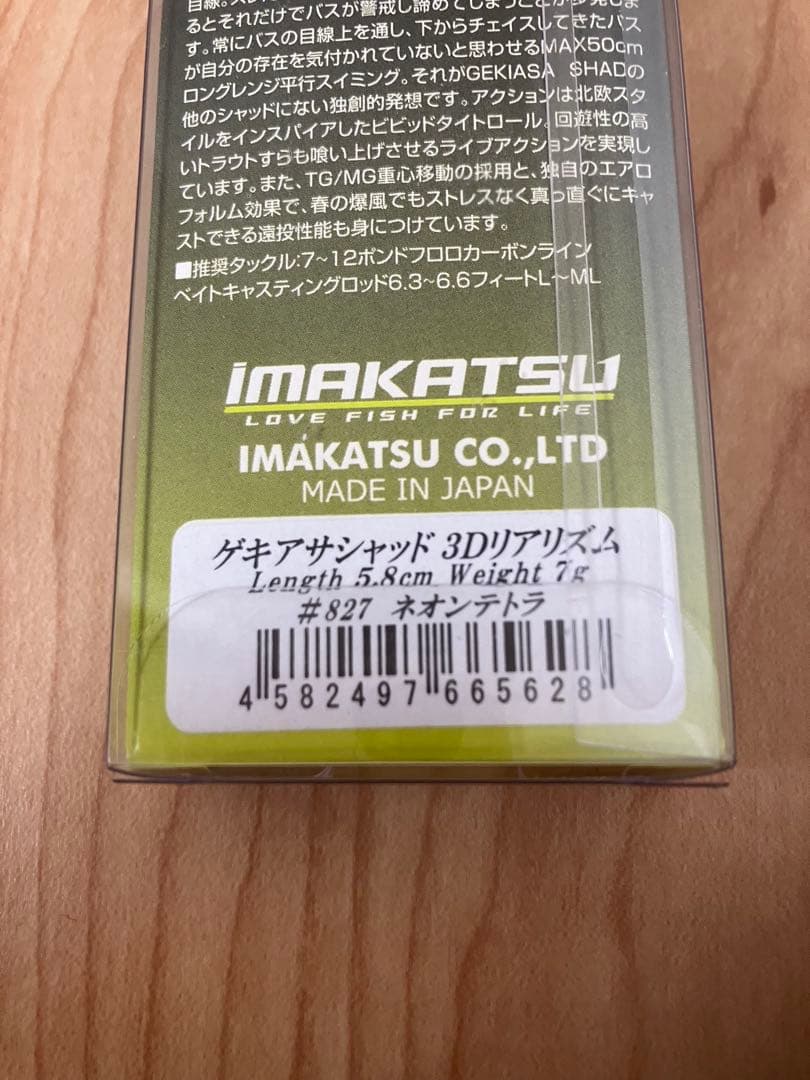 目線。
るとそれだけでバスが警戒し諦めてしまうことが多発しま
す。常にバスの目線上を通し、下からチェイスしてきたバス
が自分の存在を気付かれていないと思わせるMAX50cm
ロングレンジ平行スイミング。それがGEKIASA SHADの
他のシャッドにない独創的発想です。アクションは北欧スタ
イルをインスパイアしたビビッドタイトロール。回遊性の高
いトラウトすらも喰い上げさせるライブアクションを実現し
ています。また、TG/MG重心移動の採用と、独自のエアロ
フォルム効果で、春の爆風でもストレスなく真っ直ぐにキャ
ストできる遠投性能も身につけています。
■推奨タックル:7~12ポンドフロロカーボンライン
ベイトキャスティングロッド6.3~6.6フィートL~ML
IMAKATSU
LOVE FISH FOR LIFE
IMAKATSU CO.,LTD
MADE IN JAPAN
ゲキアサシャッド 3Dリアリズム
Length 5.8cm Weight 7g
#827 ネオンテトラ
4 582497 665628